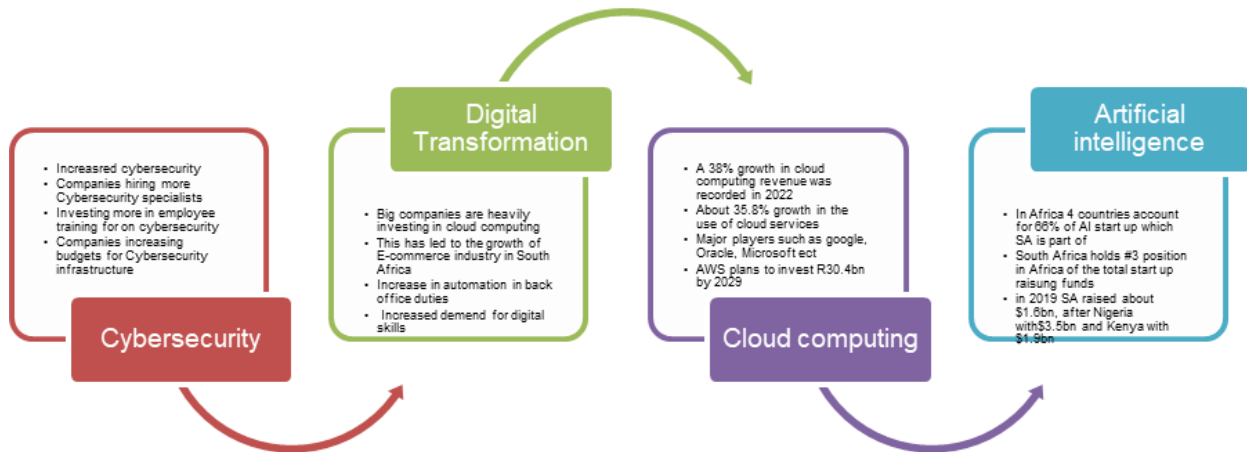 • Increasred cybersecurity
• Companies hiring more
Cybersecurity specialists
• Investing more in employee
training for on cybersecurity
• Companies increasing
budgets for Cybersecurity
infrastructure
Cybersecurity
Digital
Transformation
• Big companies are heavily
investing in cloud computing
• This has led to the growth of
E-commerce industry in South
Africa
• Increase in automation in back
office duties
• Increased demend for digital
skills
• A 38% growth in cloud
computing revenue was
recorded in 2022
• About 35.8% growth in the
use of cloud services
• Major players such as google,
Oracle, Microsoft ect
• AWS plans to invest R30.4bn
by 2029
Cloud computing
Artificial
intelligence
• In Africa 4 countries account
for 66% of AI start up which
SA is part of
• South Africa holds #3 position
in Africa of the total start up
raisung funds
• in 2019 SA raised about
$1.6bn, after Nigeria
with$3.5bn and Kenya with
$1.9bn